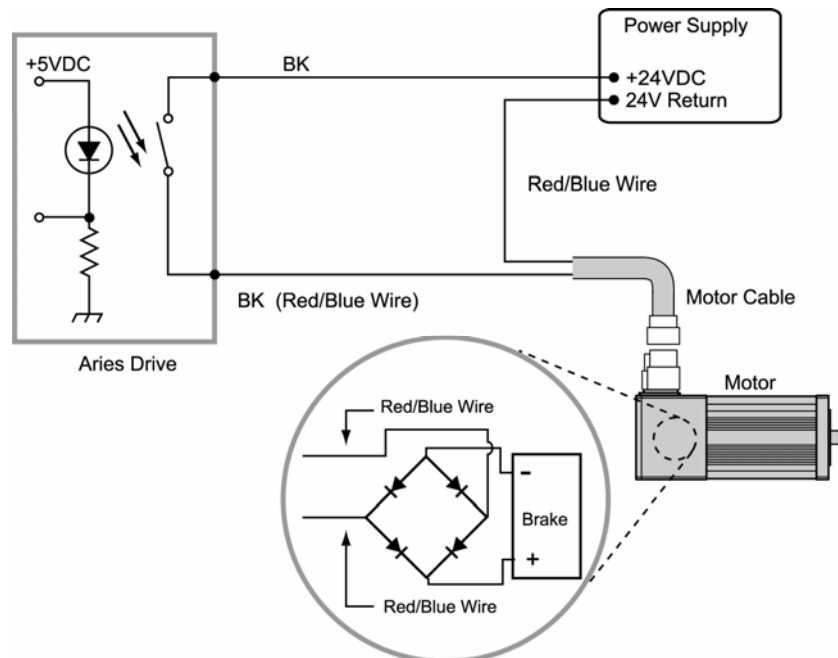 Power Supply
+5VDC
BK
+24VDC
24V Return
Red/Blue Wire
BK (Red/Blue Wire)
Motor Cable
Aries Drive
Motor
Red/Blue Wire
-
Brake
+
Red/Blue Wire